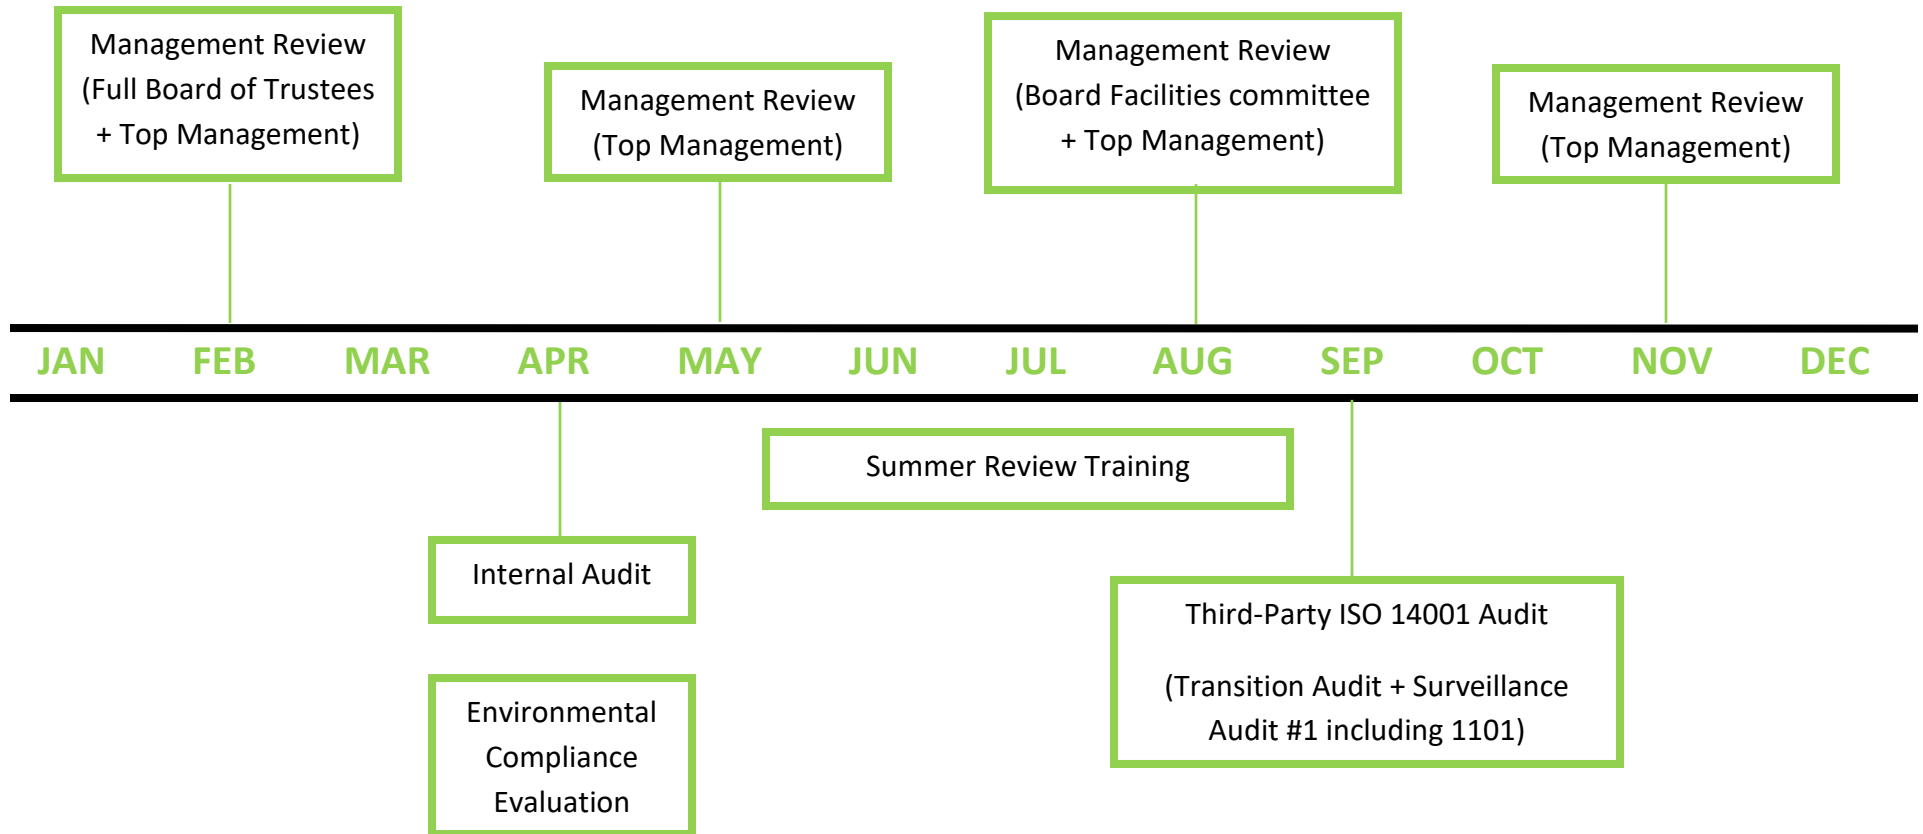 Management Review
(Full Board of Trustees
+ Top Management)
Management Review
(Top Management)
Management Review
(Board Facilities committee
+ Top Management)
Management Review
(Top Management)
JAN FEB MAR APR MAY JUN JUL AUG SEP OCT NOV DEC
Summer Review Training
Internal Audit
Environmental
Compliance
Evaluation
Third-Party ISO 14001 Audit
(Transition Audit + Surveillance
Audit #1 including 1101)